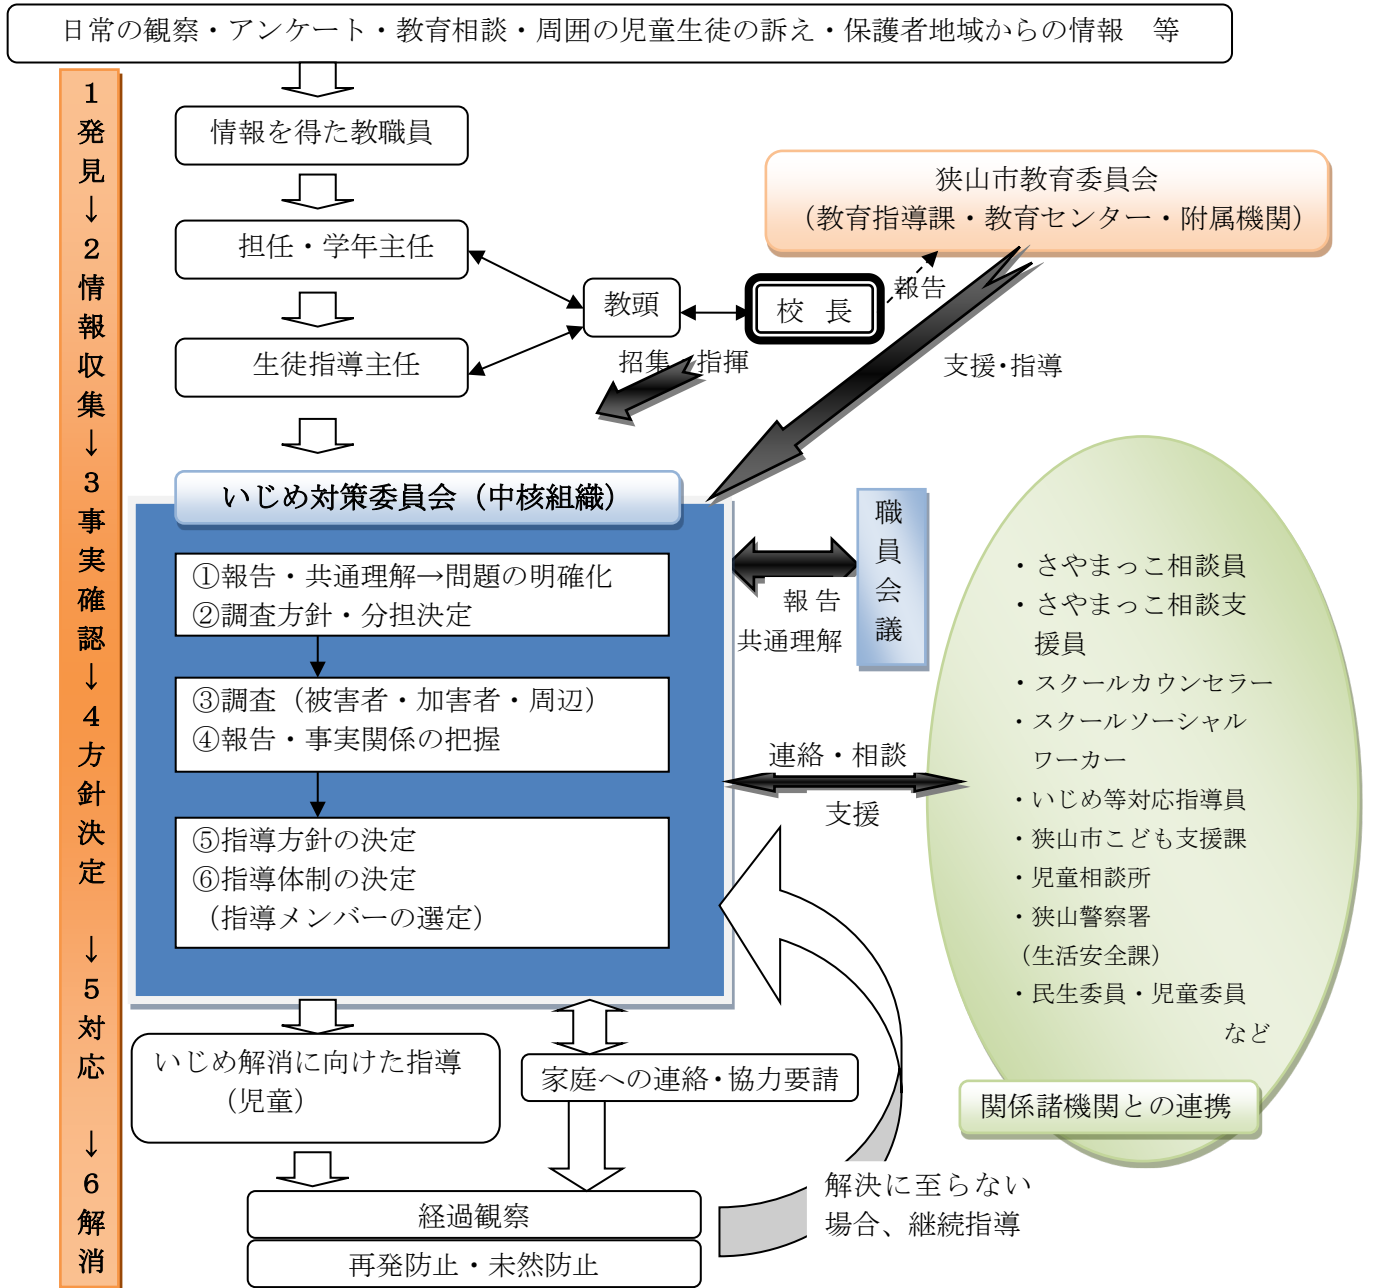 日常の観察・アンケート・教育相談・周囲の児童生徒の訴え・保護者地域からの情報　等
1発見→2情報収集→3事実確認→4方針決定　→5対応　→6解消
情報を得た教職員
担任・学年主任
生徒指導主任
教頭
校 長
狭山市教育委員会
（教育指導課・教育センター・附属機関）
報告
招集 指揮
支援・指導
いじめ対策委員会（中核組織）
①報告・共通理解→問題の明確化
②調査方針・分担決定
③調査（被害者・加害者・周辺）
④報告・事実関係の把握
⑤指導方針の決定
⑥指導体制の決定
（指導メンバーの選定）
職員会議
報 告
共通理解
連絡・相談
支援
・さやまっこ相談員
・さやまっこ相談支
援員
・スクールカウンセラー
・スクールソーシャル
ワーカー
・いじめ等対応指導員
・狭山市こども支援課
・児童相談所
・狭山警察署
（生活安全課）
・民生委員・児童委員
など
関係諸機関との連携
いじめ解消に向けた指導
（児童）
家庭への連絡・協力要請
経過観察
再発防止・未然防止
解決に至らない
場合、継続指導